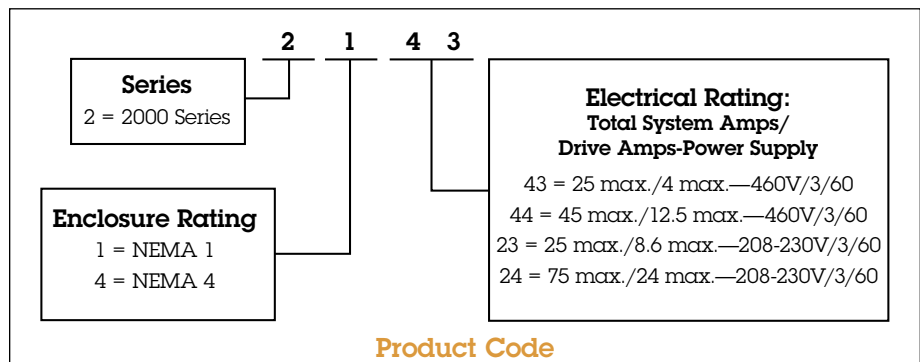 2 1 4 3
Series
2 = 2000 Series
Enclosure Rating
1 = NEMA 1
4 = NEMA 4
Electrical Rating:
Total System Amps/
Drive Amps-Power Supply
43 = 25 max./4 max.—460V/3/60
44 = 45 max./12.5 max.—460V/3/60
23 = 25 max./8.6 max.—208-230V/3/60
24 = 75 max./24 max.—208-230V/3/60
Product Code